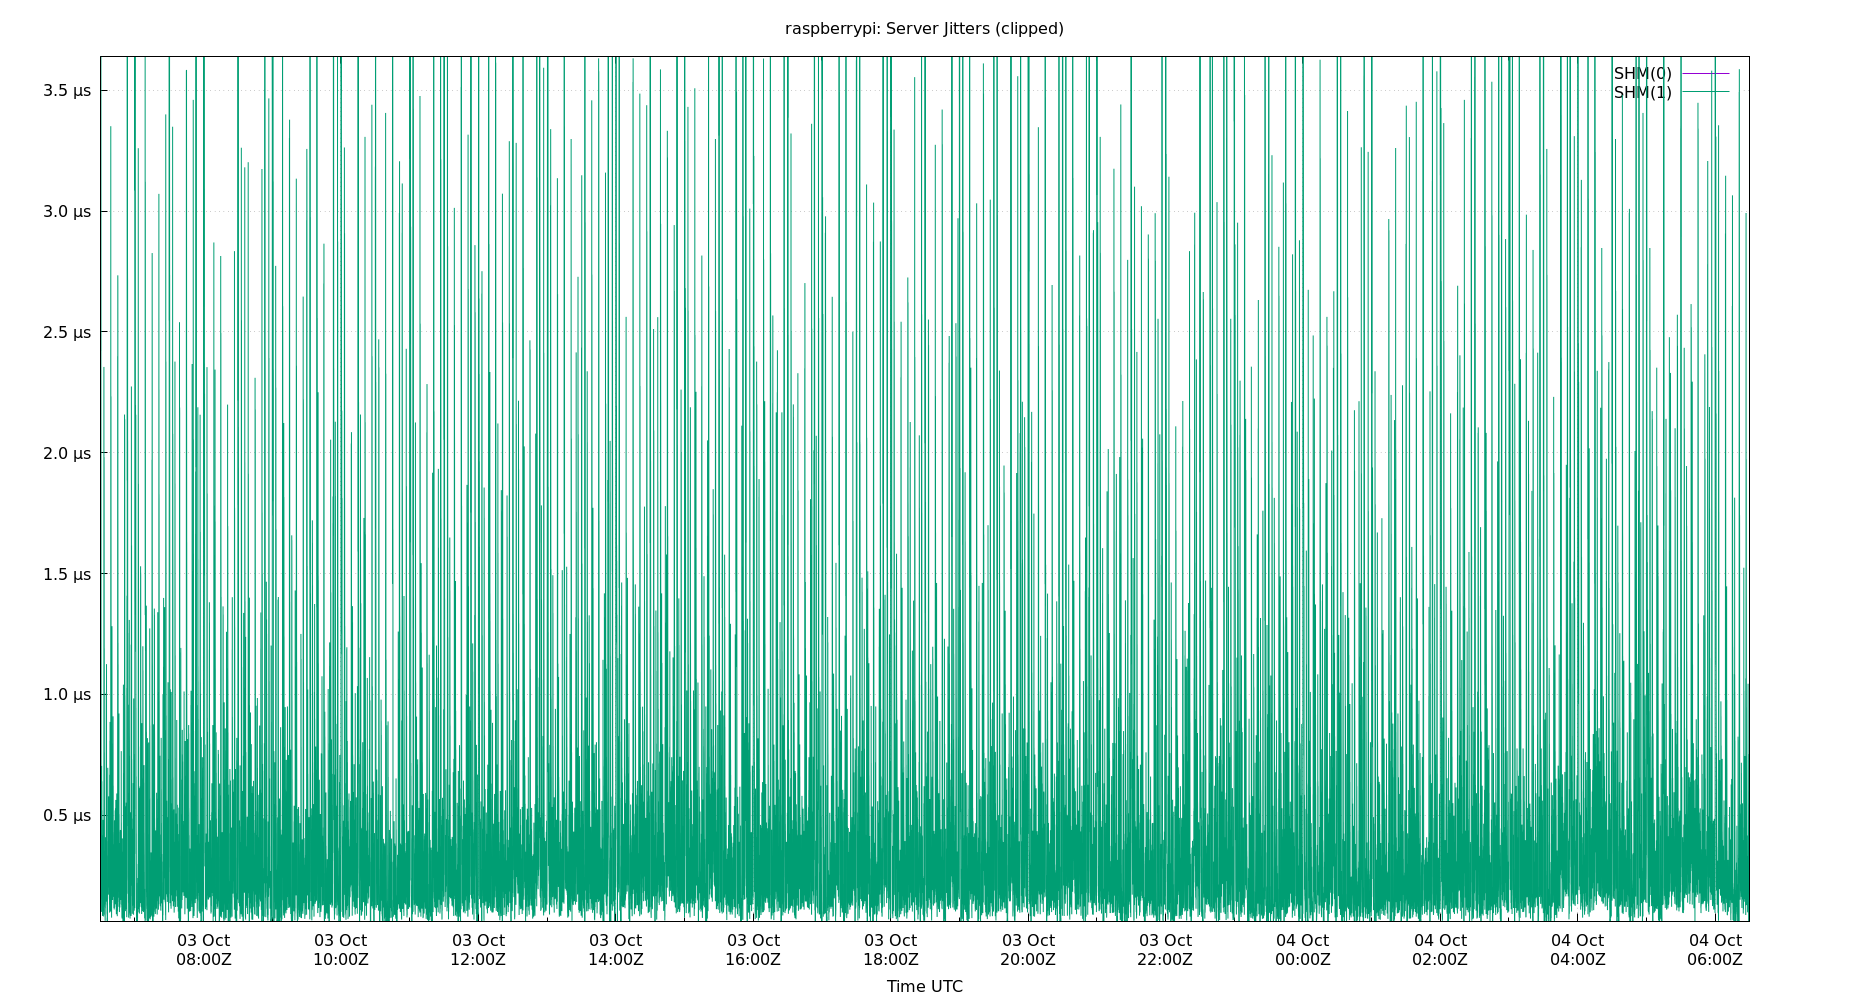 raspberrypi: Server Jitters (clipped)
SHM(0)
SHM(1)
3.5 µs
3.0 µs
2.5 µs
2.0 µs
1.5 µs
1.0 µs
0.5 µs
03 Oct 03 Oct 03 Oct 03 Oct 03 Oct 03 Oct 03 Oct 03 Oct 04 Oct 04 Oct 04 Oct 04 Oct
08:00Z 10:00Z 12:00Z 14:00Z 16:00Z 18:00Z 20:00Z 22:00Z 00:00Z 02:00Z 04:00Z 06:00Z
Time UTC